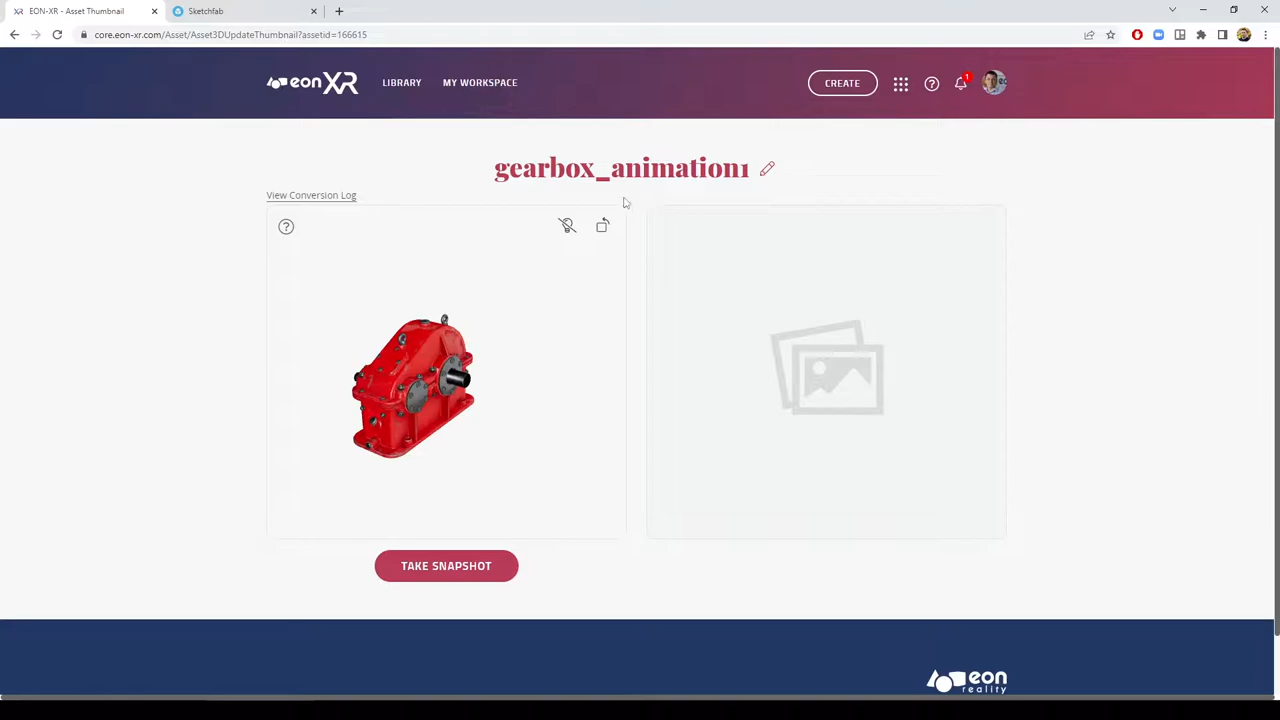 EON-XR - Asset Thumbnail
Sketchfab
core.eon-xr.com/Asset/Asset3DUpdateThumbnail?assetid=166615
eon XR
LIBRARY
MY WORKSPACE
CREATE
1
gearbox_animation1
View Conversion Log
TAKE SNAPSHOT
eon
reality